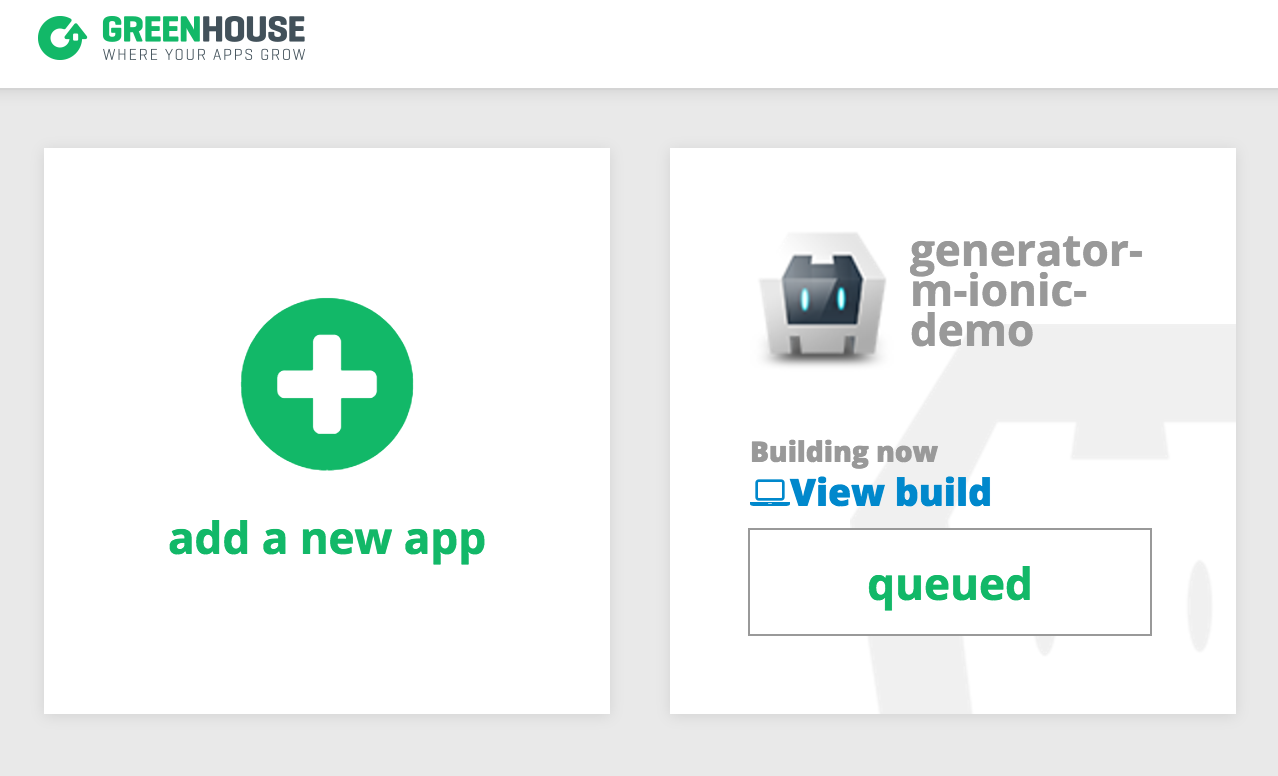 GREENHOUSE
WHERE YOUR APPS GROW
add a new app
generator-
m-ionic-
demo
Building now
View build
queued